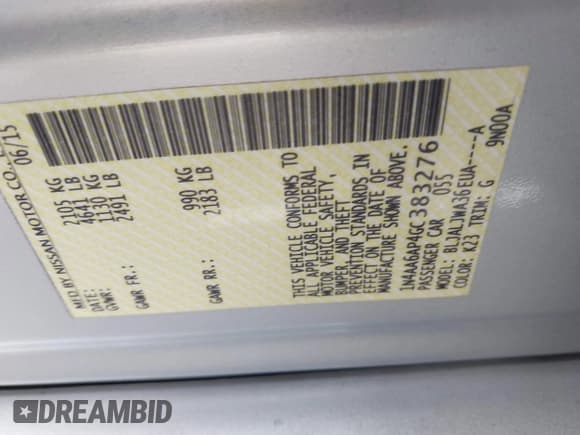 MFD BY NISSAN MOTOR CO.,
DATE: 06/15
GVWR: 2105 KG
4641 LB
GAWR FR.: 1130 KG
2491 LB
GAWR RR.: 990 KG
2183 LB
THIS VEHICLE CONFORMS TO
ALL APPLICABLE FEDERAL
MOTOR VEHICLE SAFETY,
BUMPER, AND THEFT
PREVENTION STANDARDS IN
EFFECT ON THE DATE OF
MANUFACTURE SHOWN ABOVE.
1N4AA6AP4GC383276
PASSENGER CAR 055
MODEL: BLJALJWA36EUA-----A
COLOR: K23 TRIM: G 9N00A
DREAMBID